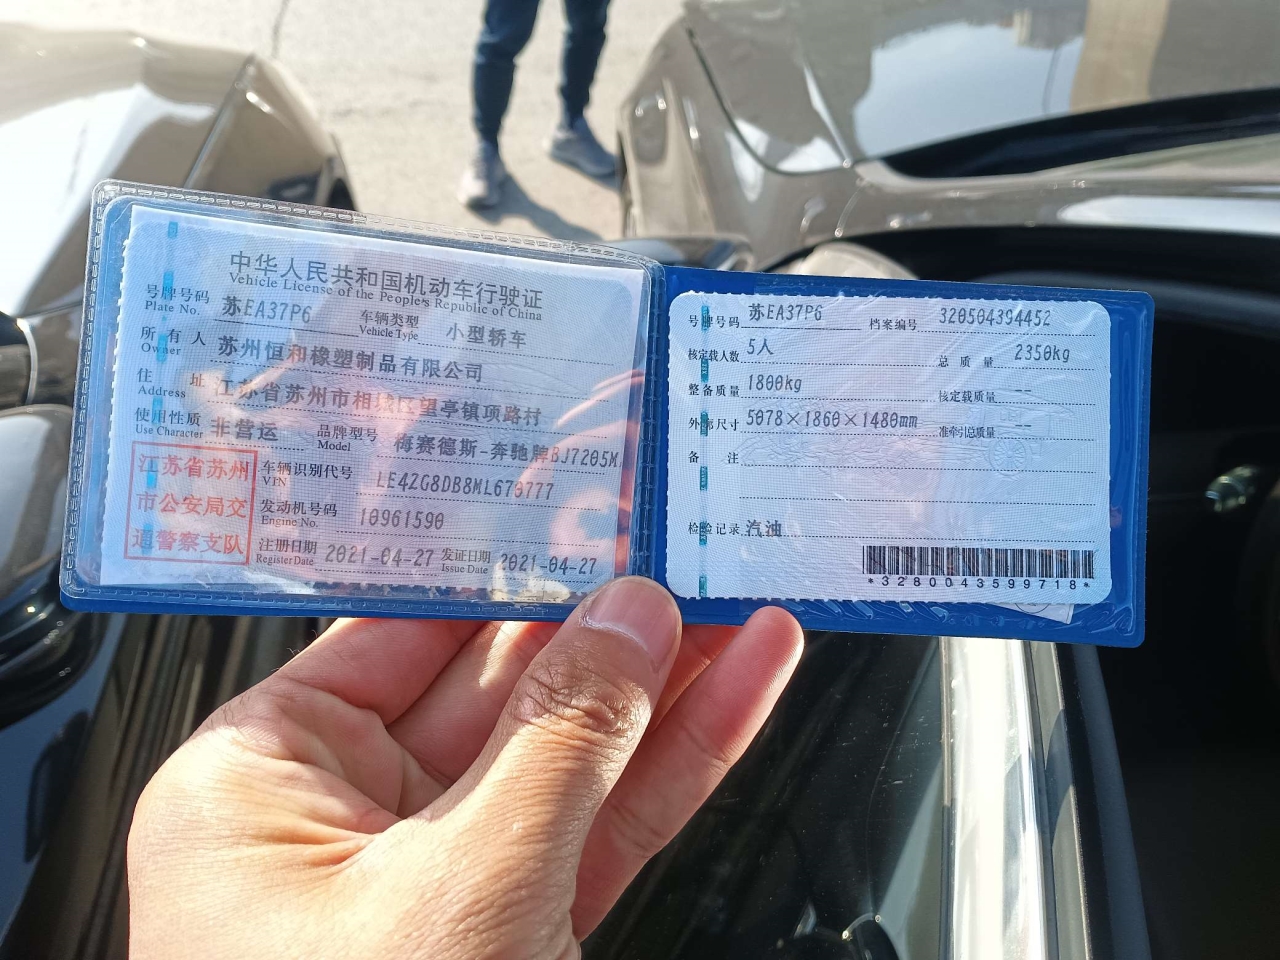 中华人民共和国机动车行驶证
Vehicle License of the People's Republic of China
号牌号码 苏EA37P6 车辆类型 小型轿车
Plate No. Vehicle Type
所有人 苏州恒和橡塑制品有限公司
Owner
住址 江苏省苏州市相城区望亭镇项路村
Address
使用性质 非营运 品牌型号 梅赛德斯-奔驰牌BJ7205M
Use Character Model
江苏省苏州
市公安局交
通警察支队
车辆识别代号 LE4ZG8DB8ML670777
VIN
发动机号码 10961590
Engine No.
注册日期 2021-04-27 发证日期 2021-04-27
Register Date Issue Date
号牌号码 苏EA37P6 档案编号 320504394452
核定载人数 5人 总质量 2350kg
整备质量 1800kg 核定载质量 --
外廓尺寸 5078×1860×1480mm 准牵引总质量 --
备注
检验记录 汽油
*3280043599718*